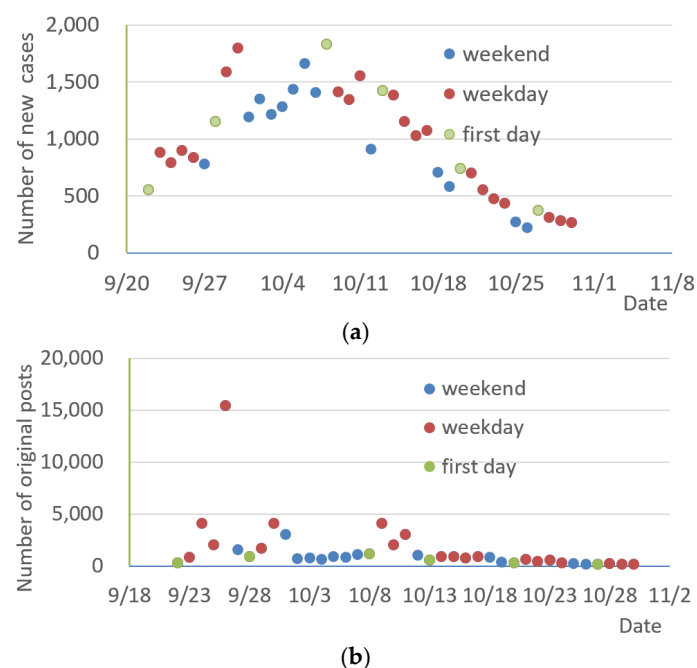 (a)
2,000
1,500
1,000
500
0
Number of new cases
weekend
weekday
first day
9/20 9/27 10/4 10/11 10/18 10/25 11/1 11/8
Date
(a)
20,000
15,000
10,000
5,000
0
Number of original posts
weekend
weekday
first day
9/18 9/23 9/28 10/3 10/8 10/13 10/18 10/23 10/28 11/2
Date
(b)